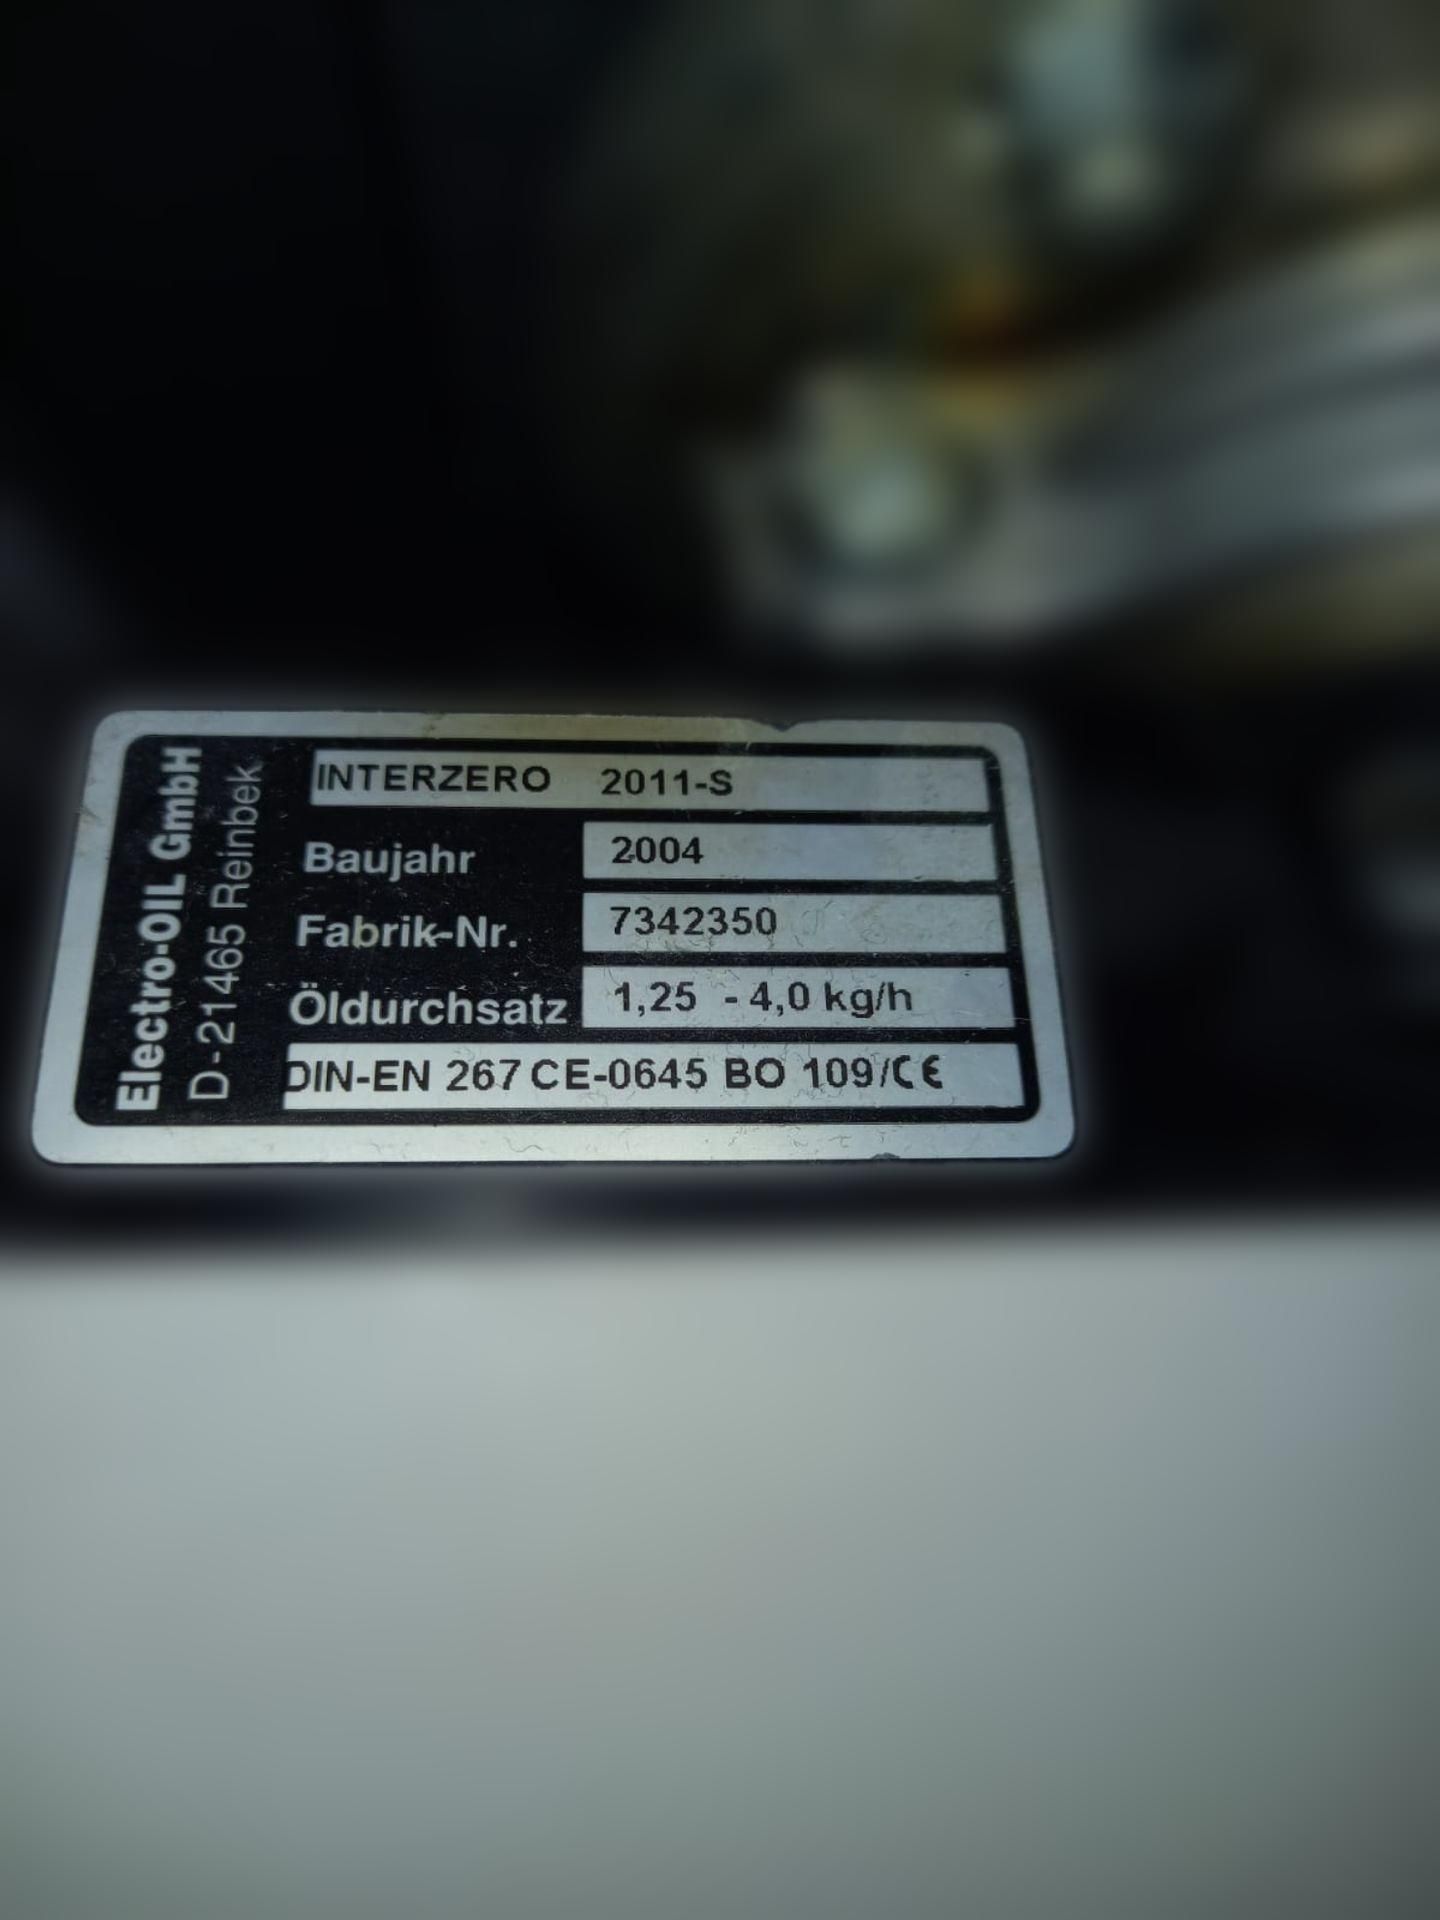 Electro-OIL GmbH
D-21465 Reinbek
INTERZERO 2011-S
Baujahr 2004
Fabrik-Nr. 7342350
Öldurchsatz 1,25 - 4,0 kg/h
DIN-EN 267 CE-0645 BO 109/CE